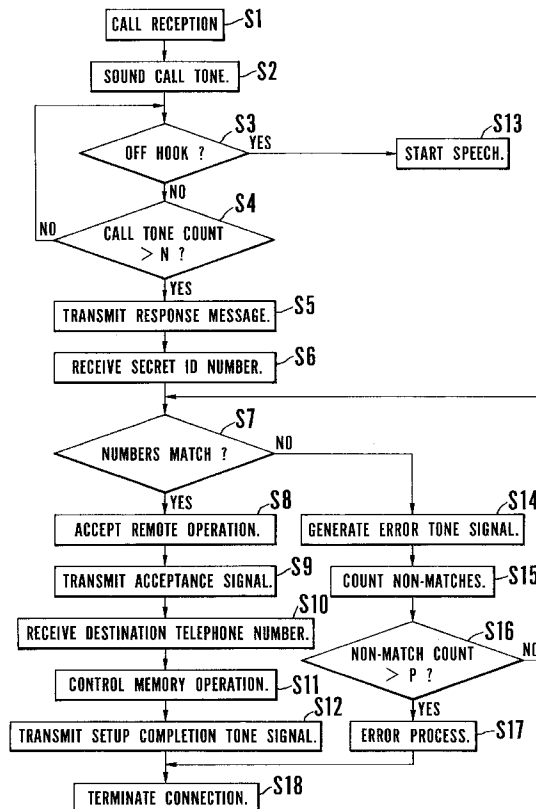 CALL RECEPTION
S1
SOUND CALL TONE.
S2
OFF HOOK ?
S3
YES
START SPEECH.
S13
NO
CALL TONE COUNT
> N ?
S4
NO
YES
TRANSMIT RESPONSE MESSAGE.
S5
RECEIVE SECRET ID NUMBER.
S6
NUMBERS MATCH ?
S7
NO
YES
ACCEPT REMOTE OPERATION.
S8
GENERATE ERROR TONE SIGNAL.
S14
TRANSMIT ACCEPTANCE SIGNAL.
S9
COUNT NON-MATCHES.
S15
RECEIVE DESTINATION TELEPHONE NUMBER.
S10
NON-MATCH COUNT
> P ?
S16
NO
CONTROL MEMORY OPERATION.
S11
YES
TRANSMIT SETUP COMPLETION TONE SIGNAL.
S12
ERROR PROCESS.
S17
TERMINATE CONNECTION.
S18